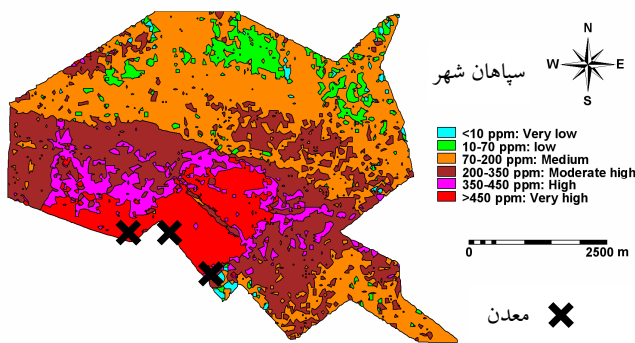 سپاهان شهر
N
W E
S
<10 ppm: Very low
10-70 ppm: low
70-200 ppm: Medium
200-350 ppm: Moderate high
350-450 ppm: High
>450 ppm: Very high
0 2500 m
معدن